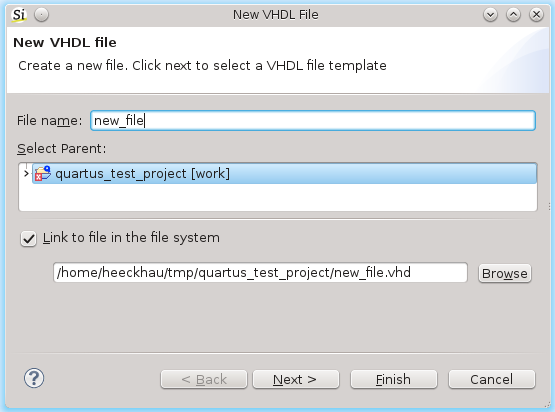 Si New VHDL File
New VHDL file
Create a new file. Click next to select a VHDL file template
File name: new_file
Select Parent:
quartus_test_project [work]
Link to file in the file system
/home/heeckhau/tmp/quartus_test_project/new_file.vhd Browse
? < Back Next > Finish Cancel